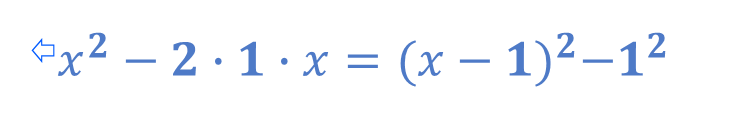 ⇦x² − 2 · 1 · x = (x − 1)²−1²